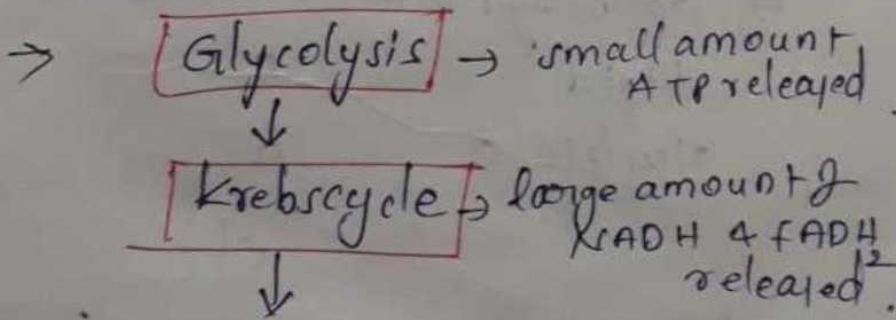 → Glycolysis → small amount
ATP released
↓
Krebscycle → large amount of
NADH & FADH2
released.
↓